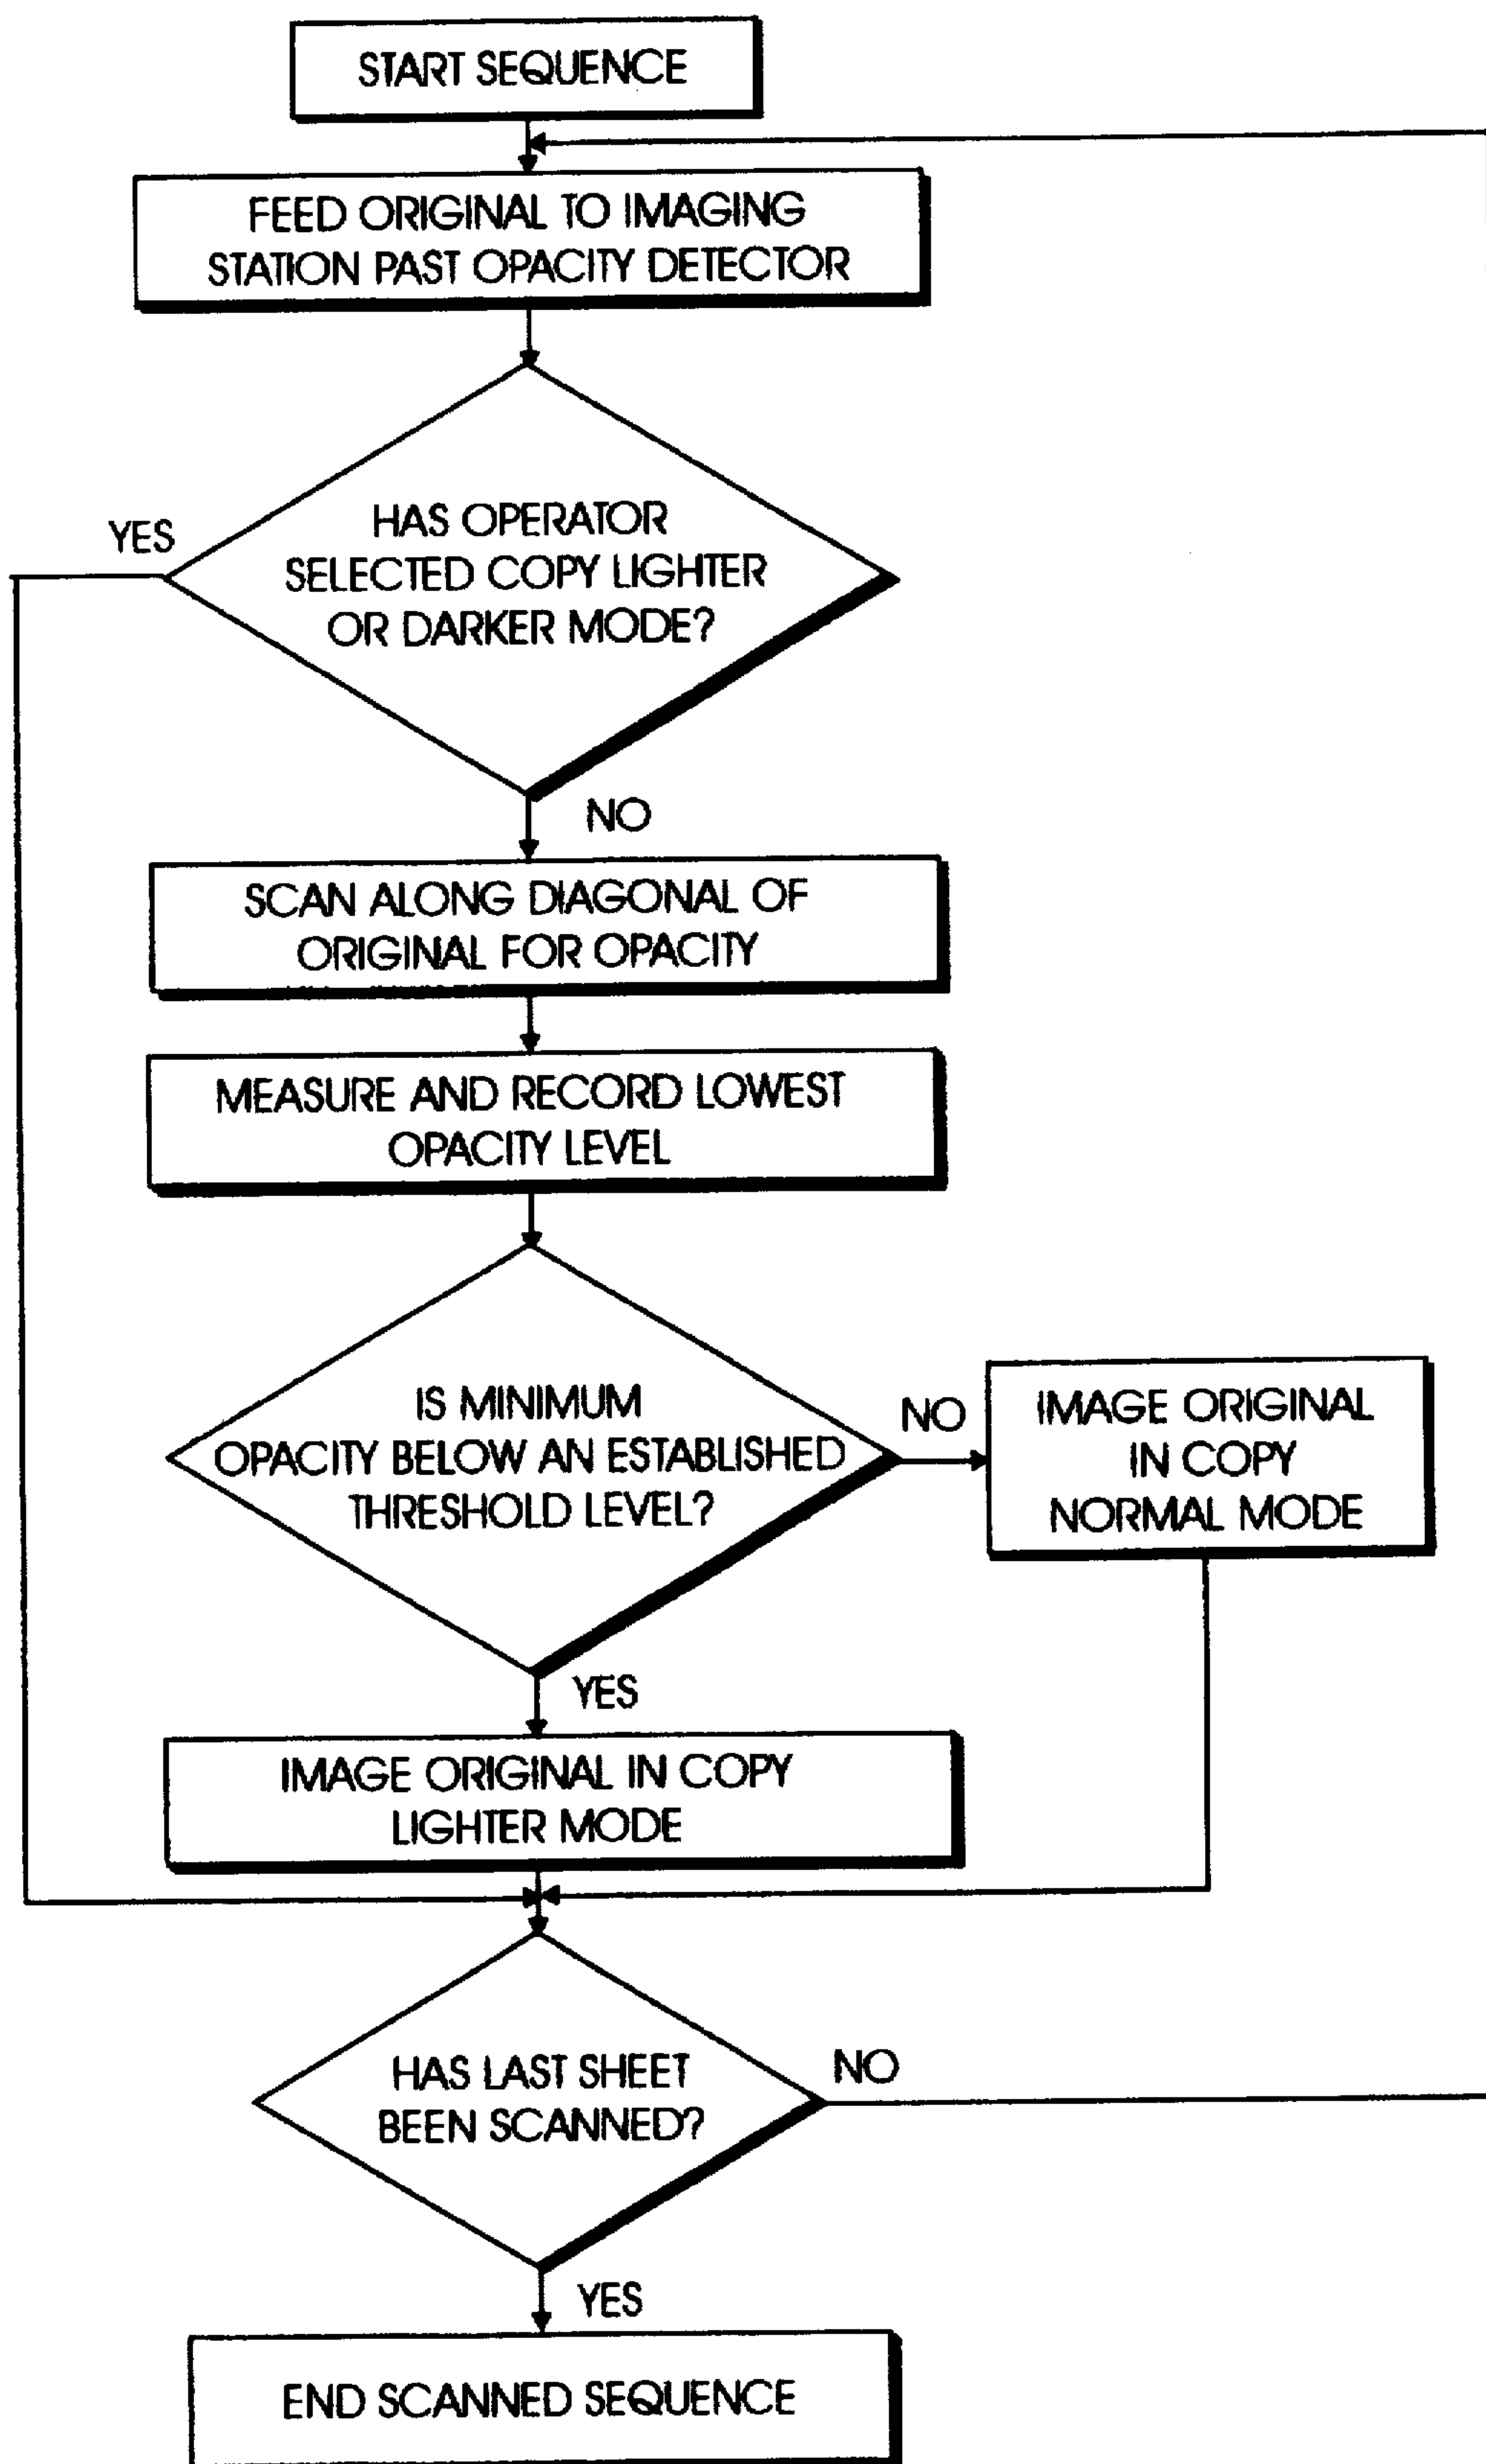 START SEQUENCE
FEED ORIGINAL TO IMAGING
STATION PAST OPACITY DETECTOR
HAS OPERATOR
SELECTED COPY LIGHTER
OR DARKER MODE?
YES
NO
SCAN ALONG DIAGONAL OF
ORIGINAL FOR OPACITY
MEASURE AND RECORD LOWEST
OPACITY LEVEL
IS MINIMUM
OPACITY BELOW AN ESTABLISHED
THRESHOLD LEVEL?
NO
IMAGE ORIGINAL
IN COPY
NORMAL MODE
YES
IMAGE ORIGINAL IN COPY
LIGHTER MODE
HAS LAST SHEET
BEEN SCANNED?
NO
YES
END SCANNED SEQUENCE